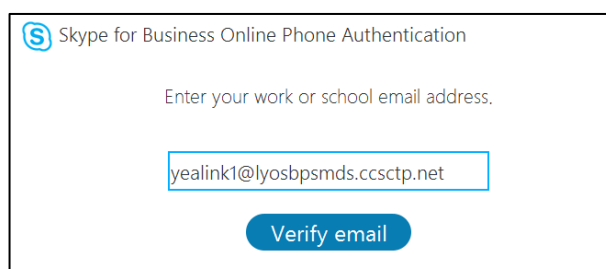 Skype for Business Online Phone Authentication
Enter your work or school email address.
yealink1@lyosbpsmds.ccsctp.net
Verify email